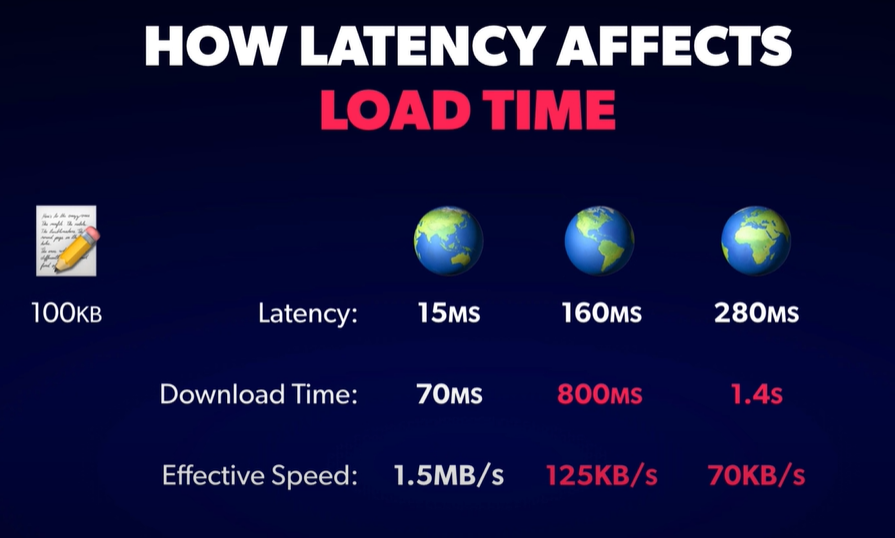 HOW LATENCY AFFECTS
LOAD TIME
100KB
Latency: 15MS 160MS 280MS
Download Time: 70MS 800MS 1.4S
Effective Speed: 1.5MB/s 125KB/s 70KB/s